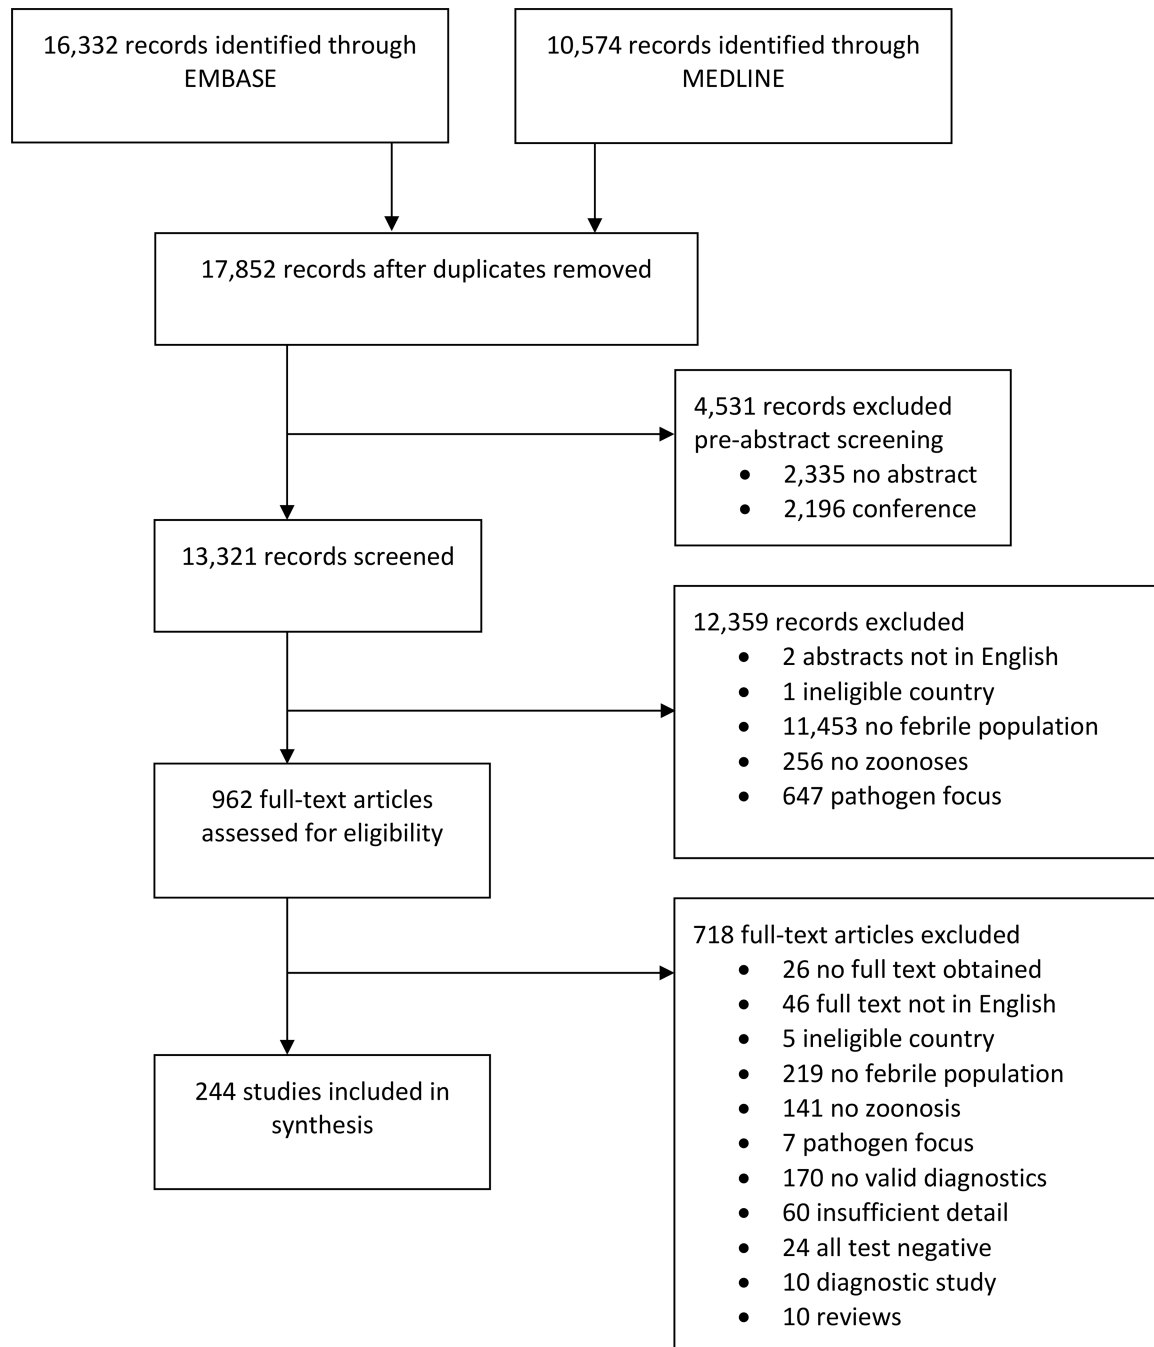 16,332 records identified through
EMBASE
10,574 records identified through
MEDLINE
17,852 records after duplicates removed
4,531 records excluded
pre-abstract screening
• 2,335 no abstract
• 2,196 conference
13,321 records screened
12,359 records excluded
• 2 abstracts not in English
• 1 ineligible country
• 11,453 no febrile population
• 256 no zoonoses
• 647 pathogen focus
962 full-text articles
assessed for eligibility
718 full-text articles excluded
• 26 no full text obtained
• 46 full text not in English
• 5 ineligible country
• 219 no febrile population
• 141 no zoonosis
• 7 pathogen focus
• 170 no valid diagnostics
• 60 insufficient detail
• 24 all test negative
• 10 diagnostic study
• 10 reviews
244 studies included in
synthesis